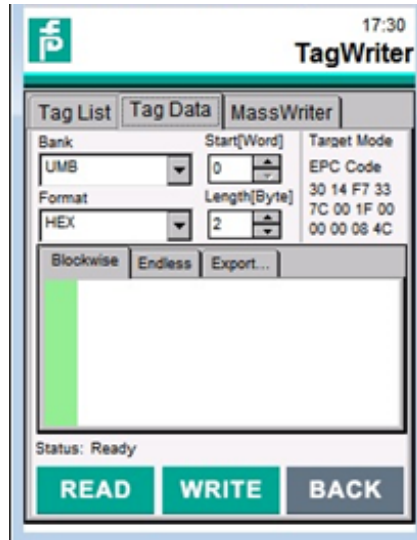 17:30
TagWriter
Tag List Tag Data MassWriter
Bank Start[Word] Target Mode
UMB 0 EPC Code
Format Length[Byte] 30 14 F7 33
HEX 2 7C 00 1F 00
00 00 08 4C
Blockwise Endless Export...
Status: Ready
READ WRITE BACK